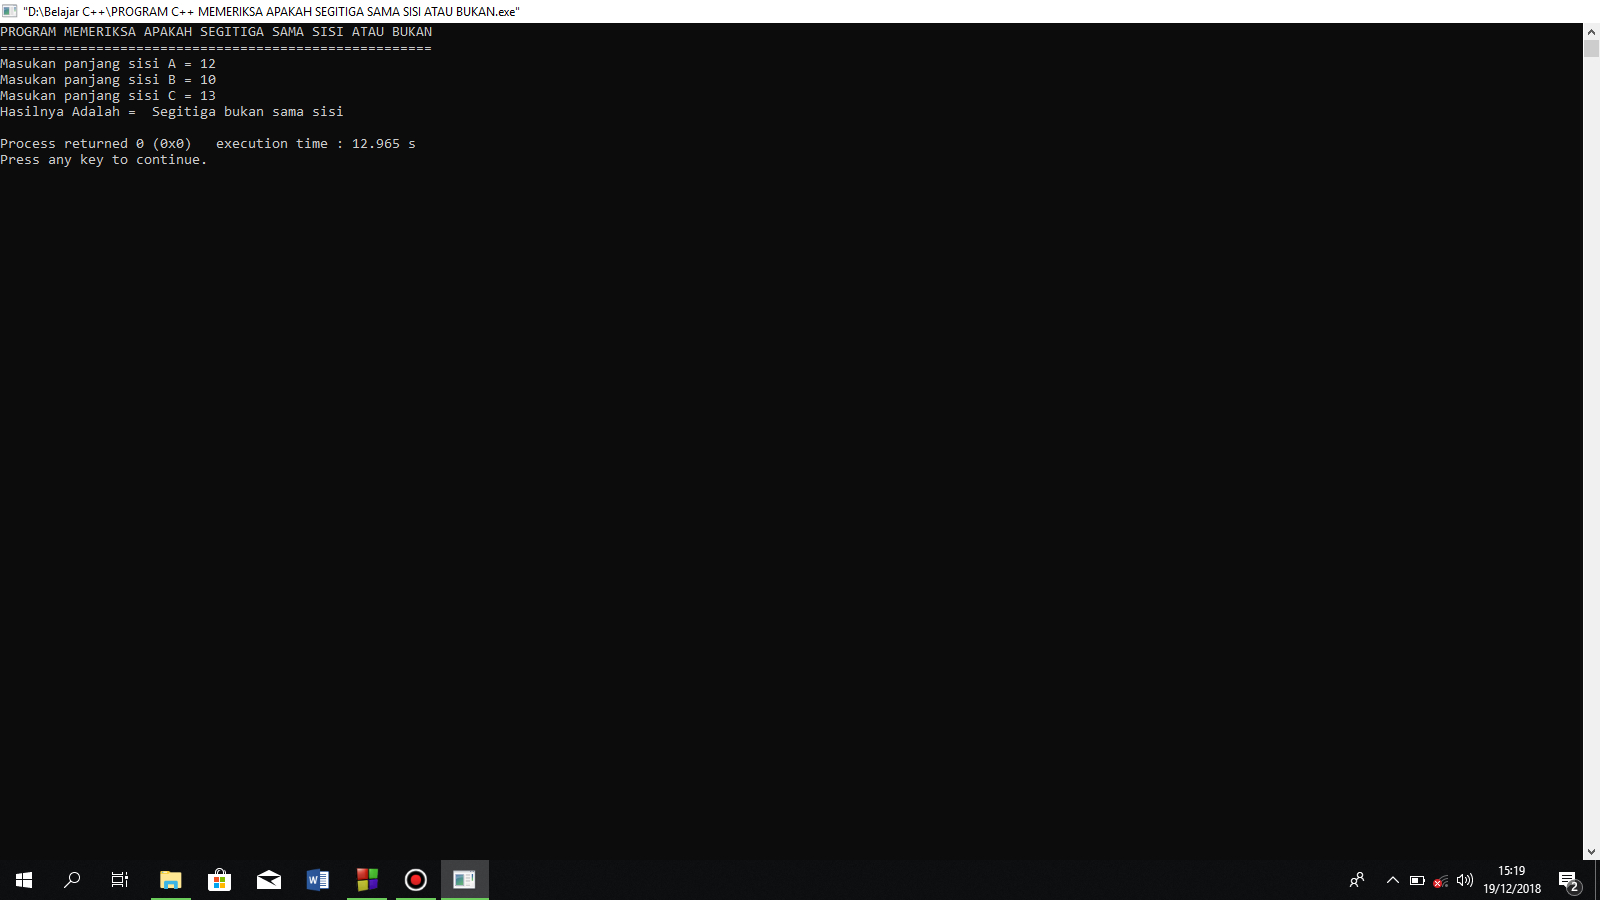 "D:\Belajar C++\PROGRAM C++ MEMERIKSA APAKAH SEGITIGA SAMA SISI ATAU BUKAN.exe"
PROGRAM MEMERIKSA APAKAH SEGITIGA SAMA SISI ATAU BUKAN
======================================================
Masukan panjang sisi A = 12
Masukan panjang sisi B = 10
Masukan panjang sisi C = 13
Hasilnya Adalah =  Segitiga bukan sama sisi
Process returned 0 (0x0)   execution time : 12.965 s
Press any key to continue.
15:19
19/12/2018
2